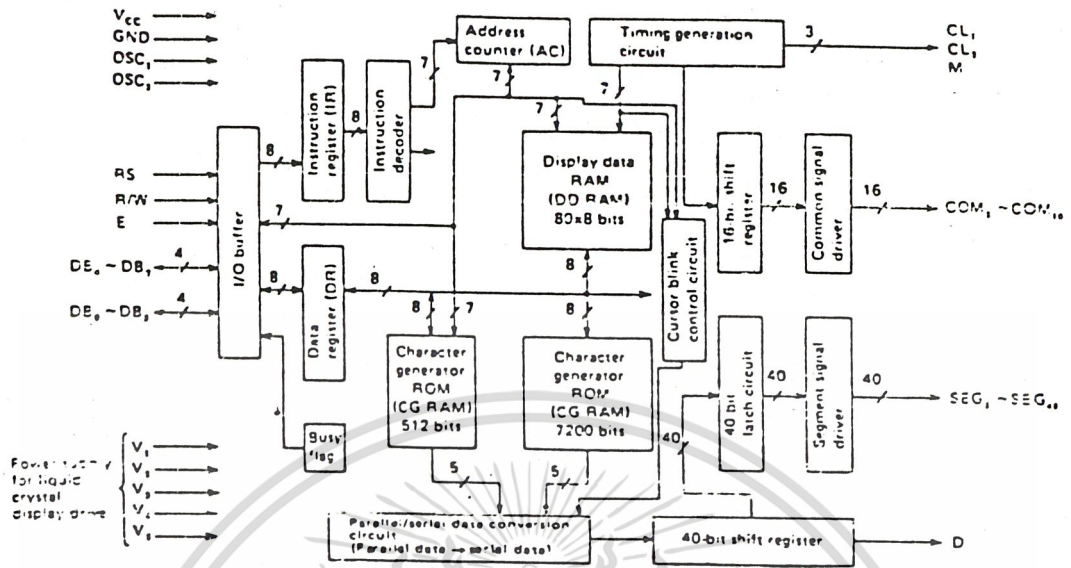 Vcc
GND
OSC₁
OSC₂
RS
R/W
E
DB₄ ~ DB₇
4
DB₀ ~ DB₃
4
Power supply
for liquid
crystal
display drive
V₁
V₂
V₃
V₄
V₅
I/O buffer
8
Instruction
register (IR)
8
Instruction
decoder
7
7
8
Data
register (DR)
8
Busy
flag
Address
counter (AC)
7
Timing generation
circuit
3
CL₁
CL₂
M
7
7
Display data
RAM
(DD RAM)
80×8 bits
8
8
7
8
Character
generator
ROM
(CG RAM)
512 bits
Character
generator
ROM
(CG RAM)
7200 bits
5
5
Cursor blink
control circuit
16-bit shift
register
16
Common signal
driver
16
COM₁ ~ COM₁₆
40 bit
latch circuit
40
Segment signal
driver
40
SEG₁ ~ SEG₄₀
40
Parallel/serial data conversion
circuit
(Parallel data → serial data)
40-bit shift register
D